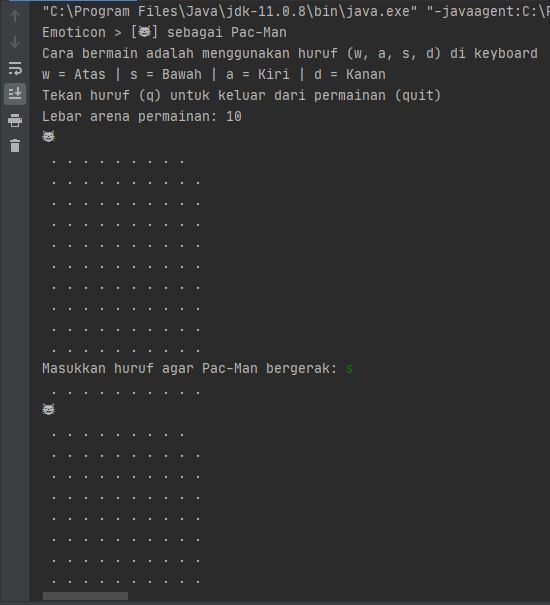 "C:\Program Files\Java\jdk-11.0.8\bin\java.exe" "-javaagent:C:\P
Emoticon > [😼] sebagai Pac-Man
Cara bermain adalah menggunakan huruf (w, a, s, d) di keyboard
w = Atas | s = Bawah | a = Kiri | d = Kanan
Tekan huruf (q) untuk keluar dari permainan (quit)
Lebar arena permainan: 10
😼
. . . . . . . . .
. . . . . . . . . .
. . . . . . . . . .
. . . . . . . . . .
. . . . . . . . . .
. . . . . . . . . .
. . . . . . . . . .
. . . . . . . . . .
. . . . . . . . . .
. . . . . . . . . .
Masukkan huruf agar Pac-Man bergerak: s
. . . . . . . . . .
😼
. . . . . . . . .
. . . . . . . . . .
. . . . . . . . . .
. . . . . . . . . .
. . . . . . . . . .
. . . . . . . . . .
. . . . . . . . . .
. . . . . . . . . .